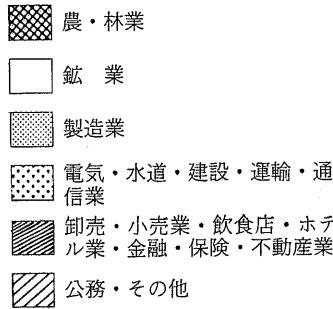 農・林業
鉱　業
製造業
電気・水道・建設・運輸・通
信業
卸売・小売業・飲食店・ホテ
ル業・金融・保険・不動産業
公務・その他